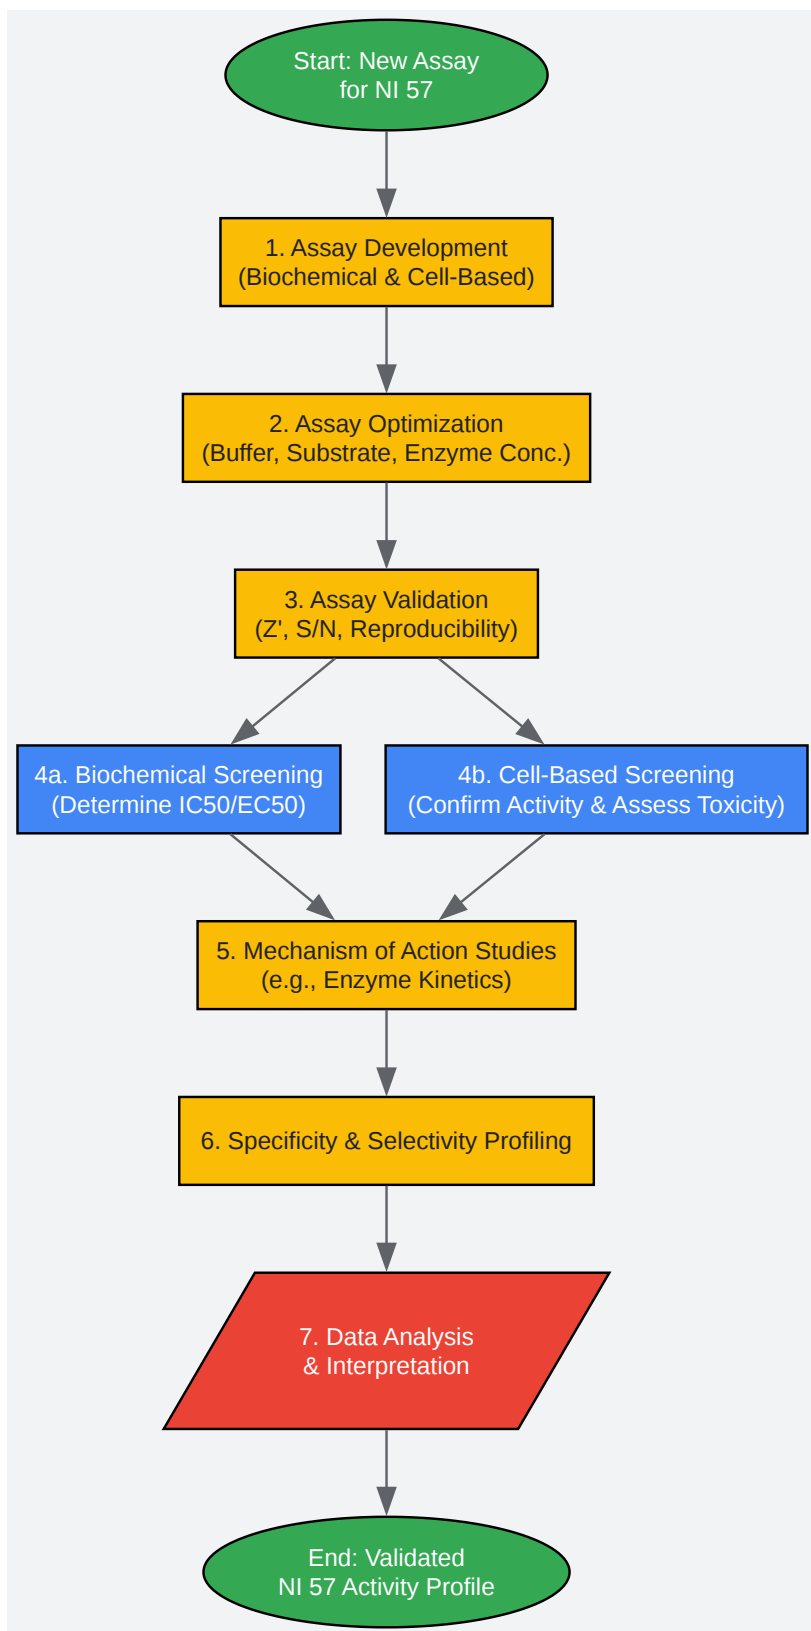 Start: New Assay
for NI 57
1. Assay Development
(Biochemical & Cell-Based)
2. Assay Optimization
(Buffer, Substrate, Enzyme Conc.)
3. Assay Validation
(Z', S/N, Reproducibility)
4a. Biochemical Screening
(Determine IC50/EC50)
4b. Cell-Based Screening
(Confirm Activity & Assess Toxicity)
5. Mechanism of Action Studies
(e.g., Enzyme Kinetics)
6. Specificity & Selectivity Profiling
7. Data Analysis
& Interpretation
End: Validated
NI 57 Activity Profile